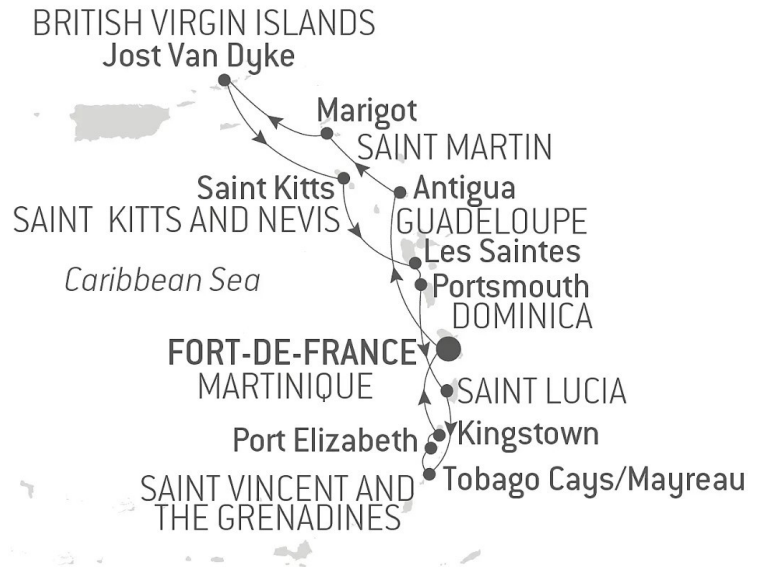 BRITISH VIRGIN ISLANDS
Jost Van Dyke
Marigot
SAINT MARTIN
Saint Kitts
Antigua
SAINT KITTS AND NEVIS
GUADELOUPE
Les Saintes
Caribbean Sea
Portsmouth
DOMINICA
FORT-DE-FRANCE
MARTINIQUE
SAINT LUCIA
Kingstown
Port Elizabeth
Tobago Cays/Mayreau
SAINT VINCENT AND
THE GRENADINES